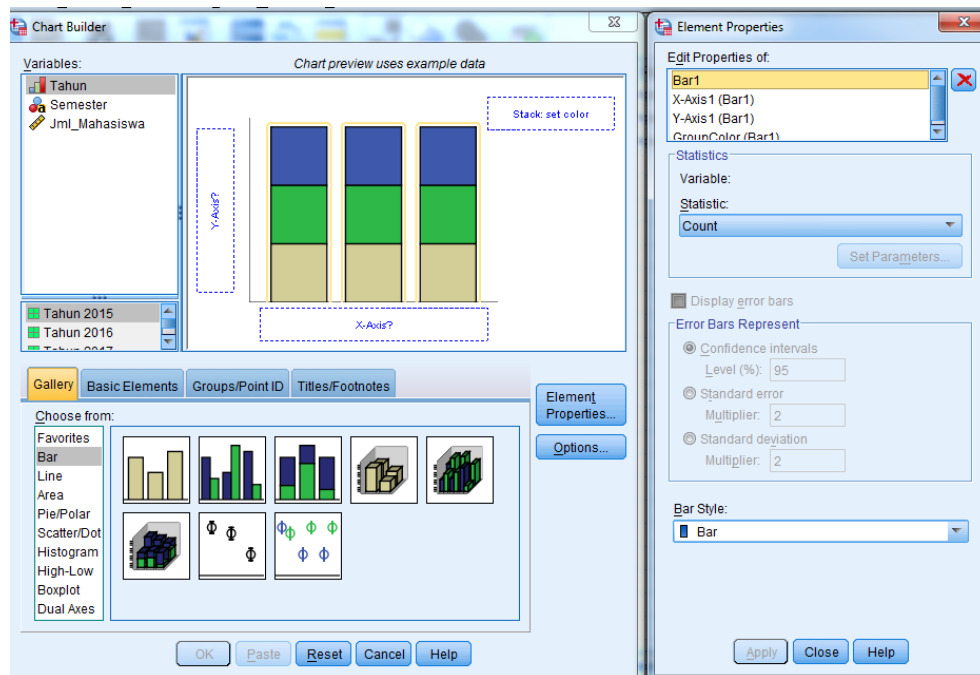 Chart Builder
Variables:
Chart preview uses example data
Tahun
Semester
Jml_Mahasiswa
Stack: set color
Y-Axis?
X-Axis?
Tahun 2015
Tahun 2016
Tahun 2017
Gallery
Basic Elements
Groups/Point ID
Titles/Footnotes
Choose from:
Favorites
Bar
Line
Area
Pie/Polar
Scatter/Dot
Histogram
High-Low
Boxplot
Dual Axes
Element
Properties...
Options...
OK
Paste
Reset
Cancel
Help
Element Properties
Edit Properties of:
Bar1
X-Axis1 (Bar1)
Y-Axis1 (Bar1)
GroupColor (Bar1)
Statistics
Variable:
Statistic:
Count
Set Parameters...
Display error bars
Error Bars Represent
Confidence intervals
Level (%): 95
Standard error
Multiplier: 2
Standard deviation
Multiplier: 2
Bar Style:
Bar
Apply
Close
Help